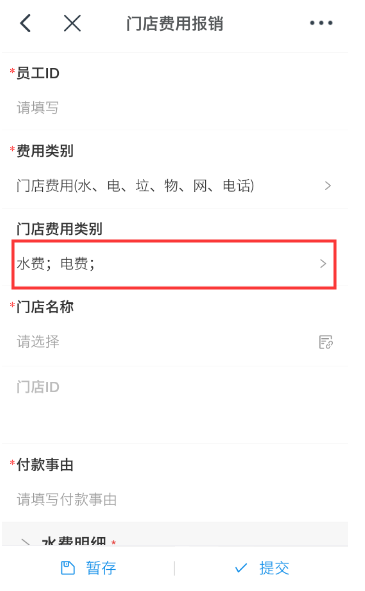 门店费用报销
*员工ID
请填写
*费用类别
门店费用(水、电、垃、物、网、电话)
门店费用类别
水费；电费；
*门店名称
请选择
门店ID
*付款事由
请填写付款事由
水费明细 *
暂存
提交